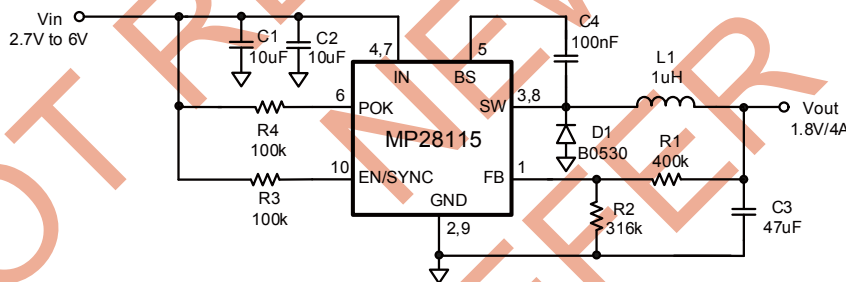 Vin
2.7V to 6V
C1
10uF
C2
10uF
4,7
5
C4
100nF
L1
1uH
IN
BS
6
POK
SW
3,8
R4
100k
MP28115
D1
B0530
R1
400k
Vout
1.8V/4A
10
EN/SYNC
FB
1
R3
100k
GND
2,9
R2
316k
C3
47uF